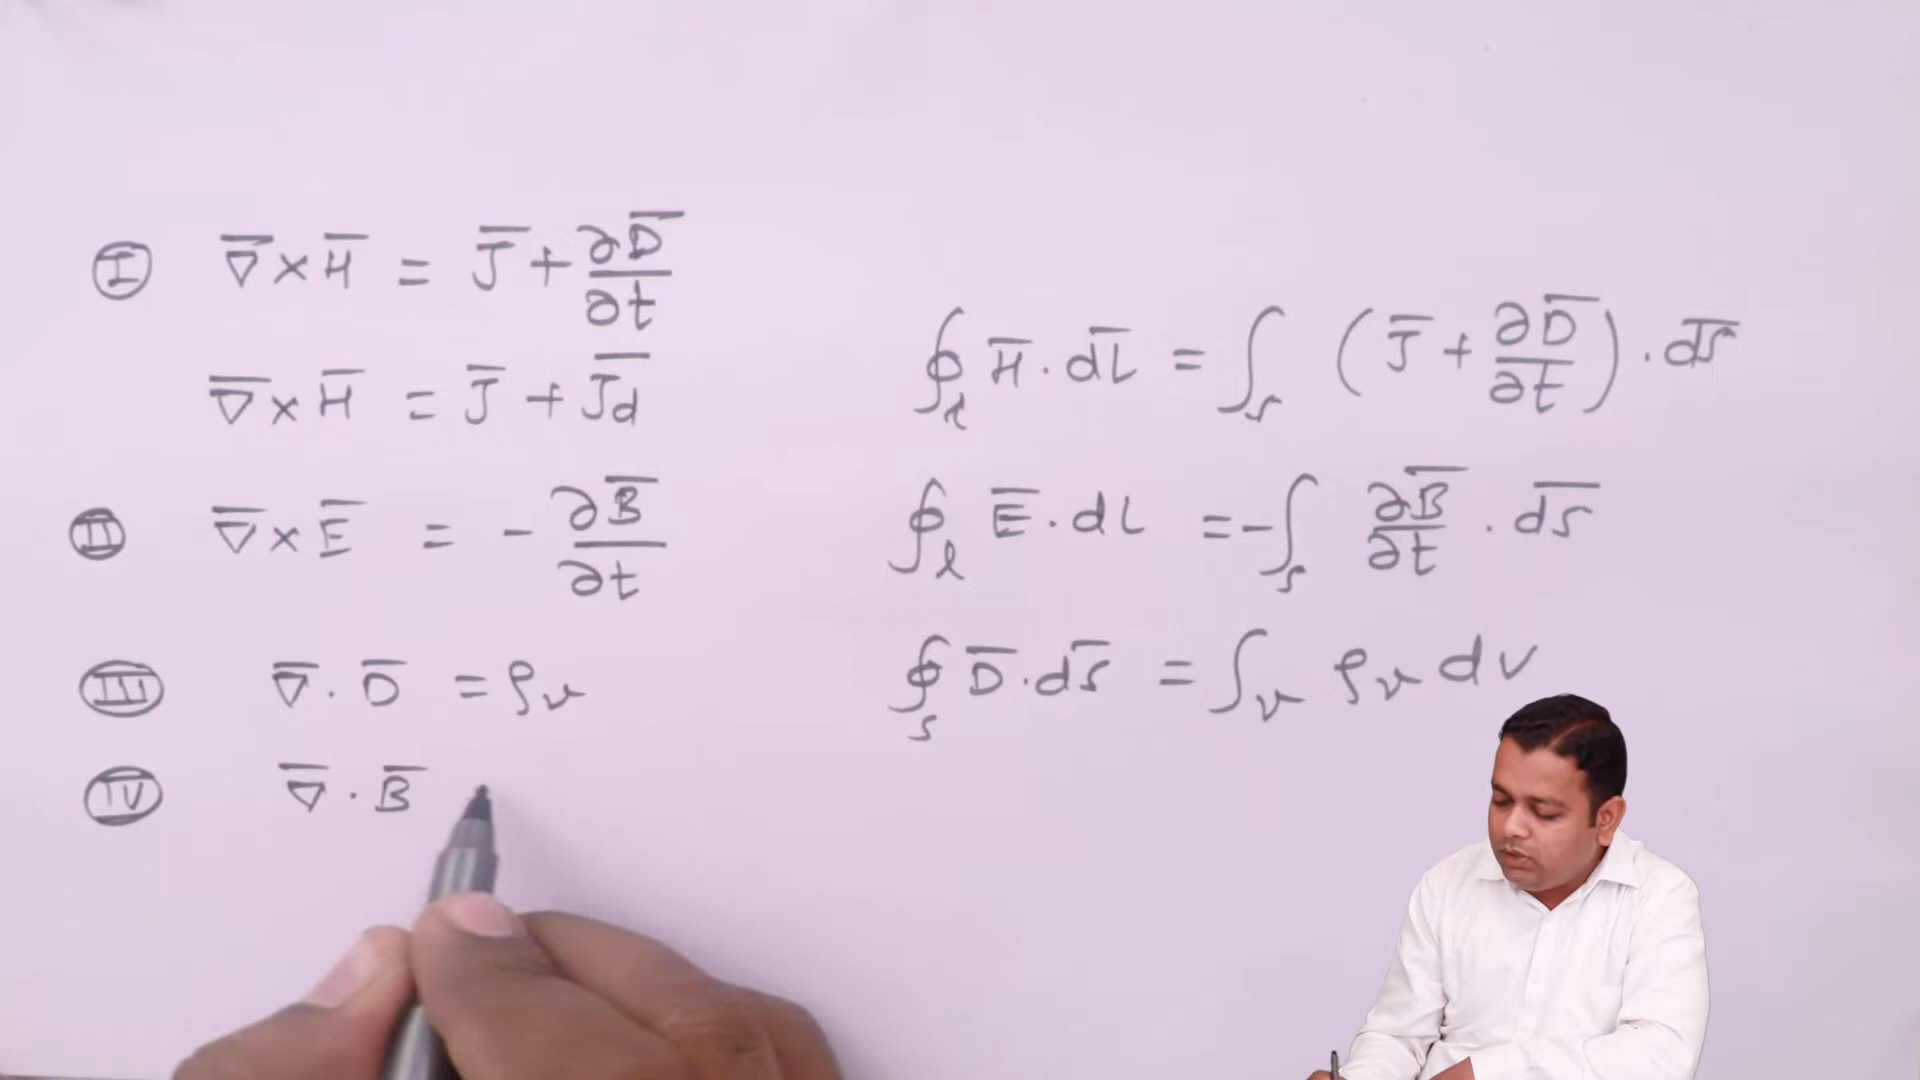 Ⓘ ∇̅ × H̅ = J̅ + ∂D̅/∂t
∇̅ × H̅ = J̅ + J̅d
∮l H̅ · dL̅ = ∫s (J̅ + ∂D̅/∂t) · dS̅
II ∇̅ × E̅ = - ∂B̅/∂t
∮l E̅ · dL = -∫s ∂B̅/∂t · dS̅
III ∇̅ · D̅ = ρv
∮s D̅ · dS̅ = ∫v ρv dv
IV ∇̅ · B̅